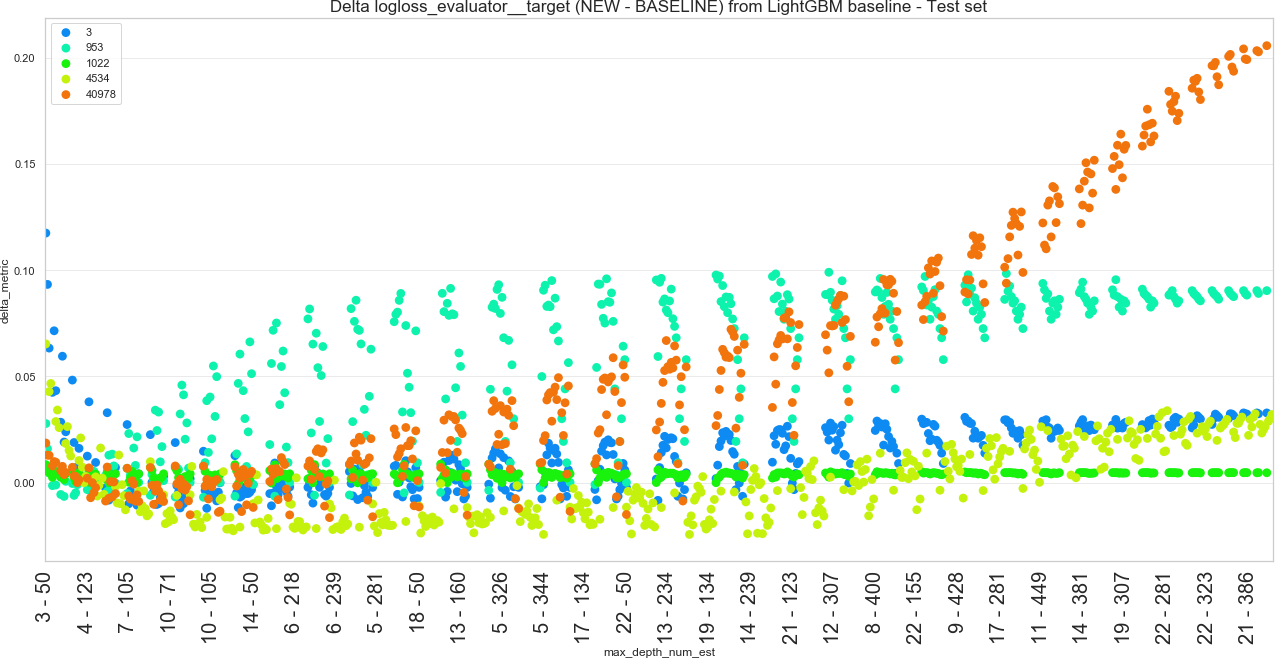 Delta logloss_evaluator__target (NEW - BASELINE) from LightGBM baseline - Test set
3
953
1022
4534
40978
0.20
0.15
0.10
0.05
0.00
delta_metric
3 - 50
4 - 123
7 - 105
10 - 71
10 - 105
14 - 50
6 - 218
6 - 239
5 - 281
18 - 50
13 - 160
5 - 326
5 - 344
17 - 134
22 - 50
13 - 234
19 - 134
14 - 239
21 - 123
12 - 307
8 - 400
22 - 155
9 - 428
17 - 281
11 - 449
14 - 381
19 - 307
22 - 281
22 - 323
21 - 386
max_depth_num_est